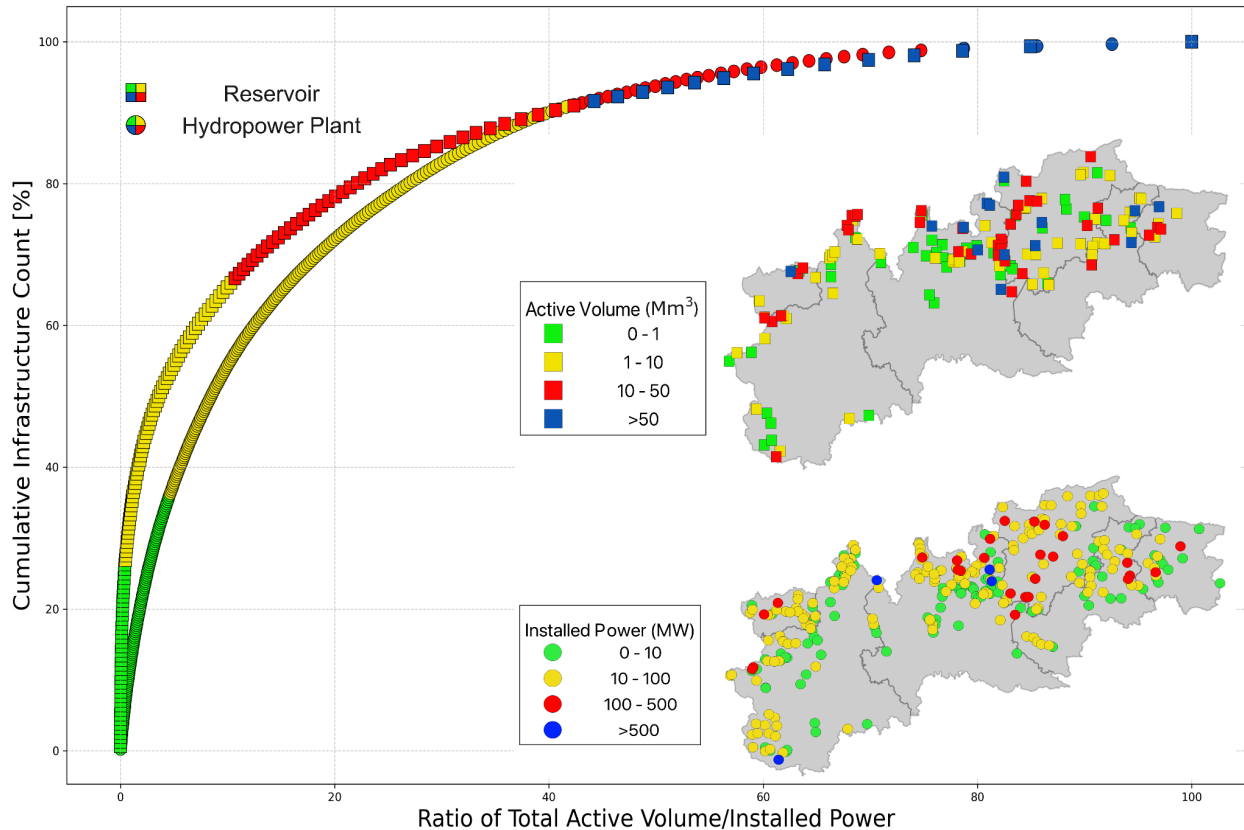 Cumulative Infrastructure Count [%]
100
80
60
40
20
0
Reservoir
Hydropower Plant
Active Volume (Mm³)
0 - 1
1 - 10
10 - 50
>50
Installed Power (MW)
0 - 10
10 - 100
100 - 500
>500
0
20
40
60
80
100
Ratio of Total Active Volume/Installed Power